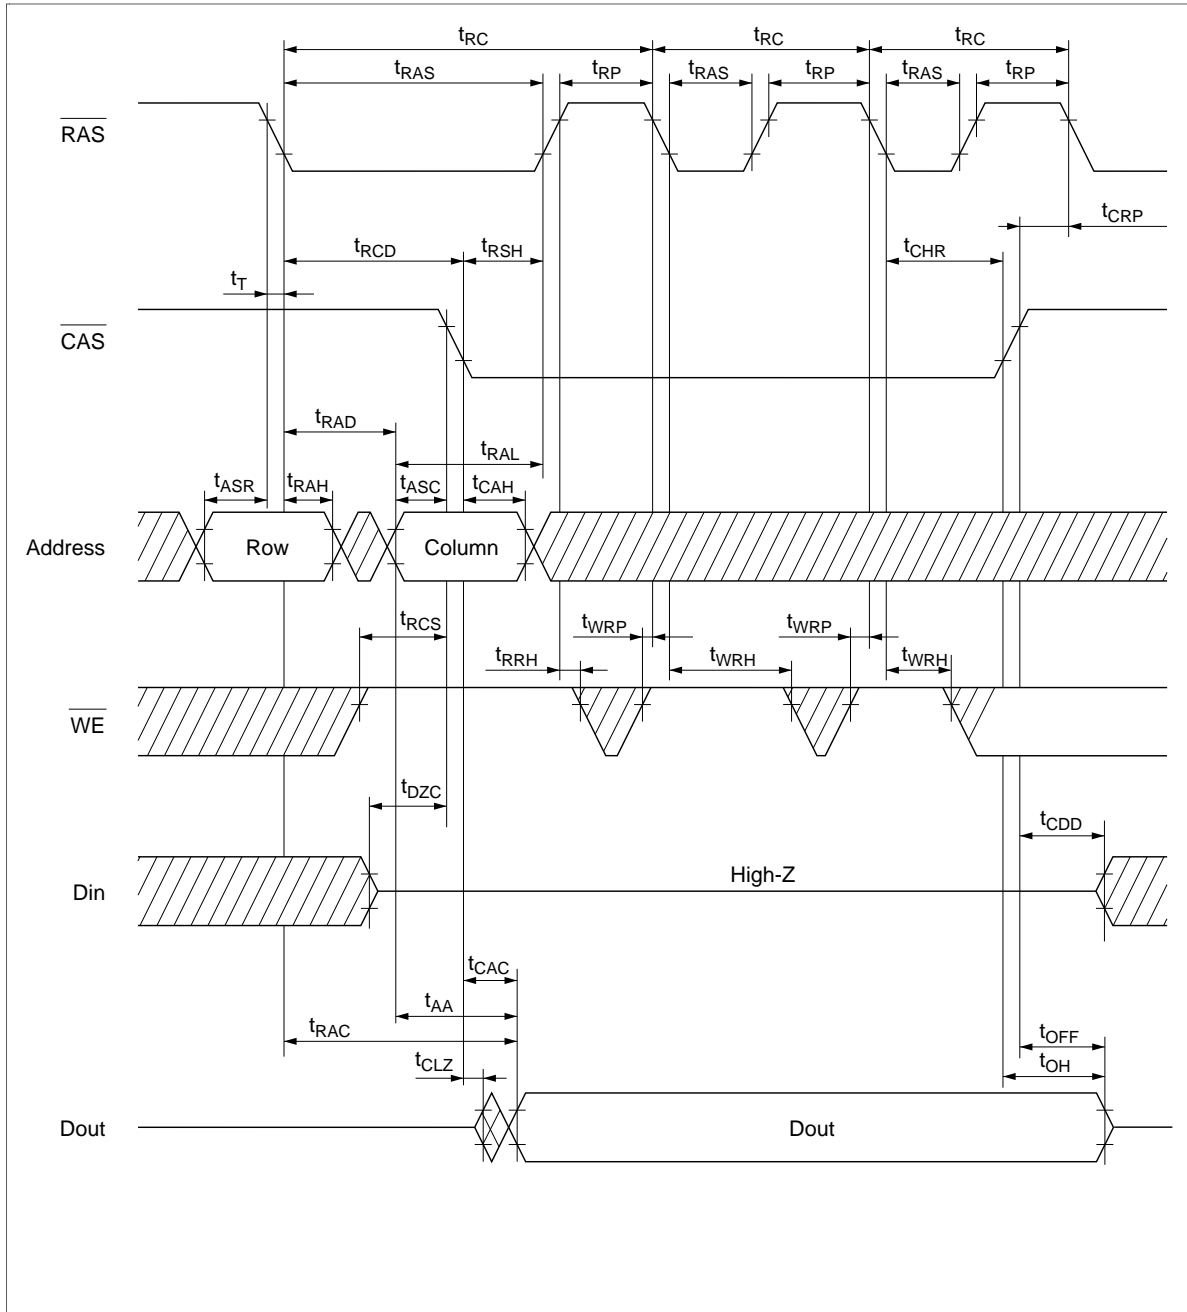 tRC tRC tRC
tRAS tRP tRAS tRP tRAS tRP
RAS
tCRP
tRCD tRSH tCHR
tT
CAS
tRAD
tRAL
tASR tRAH tASC tCAH
Address Row Column
tRCS tWRP tWRP
tRRH tWRH tWRH
WE
tDZC
tCDD
Din High-Z
tCAC
tAA
tRAC tOFF
tCLZ tOH
Dout Dout